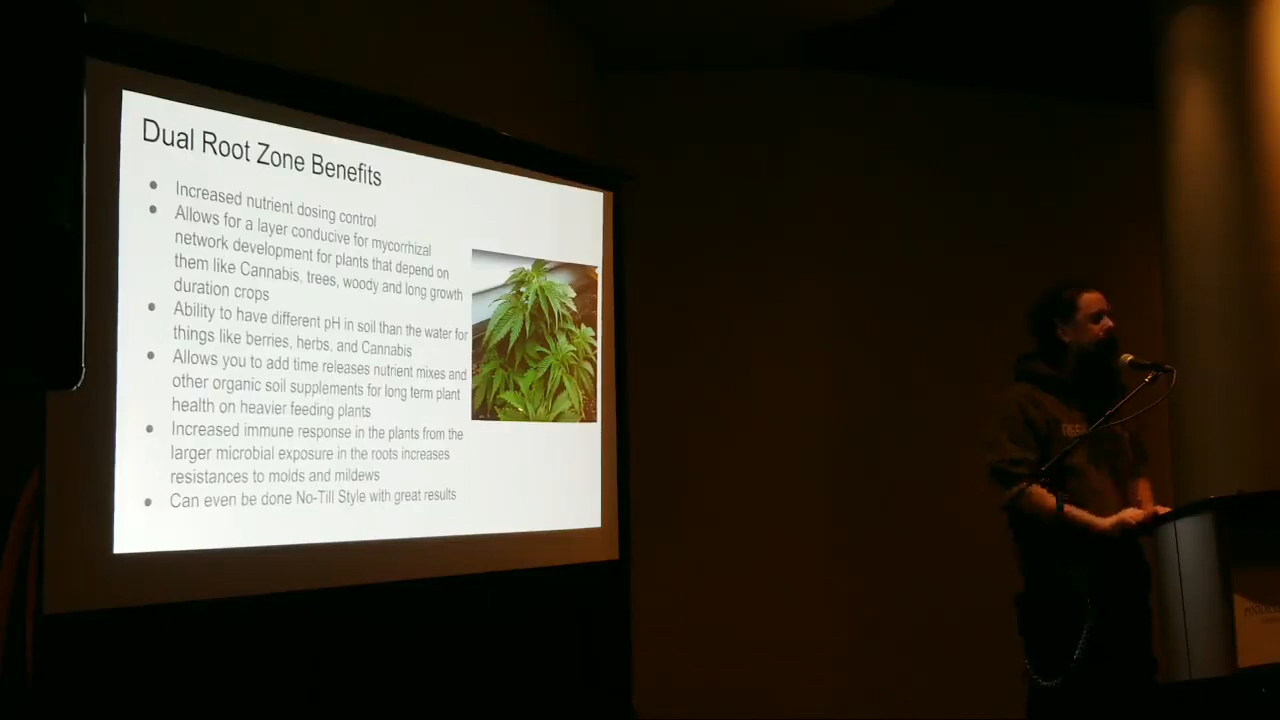 Dual Root Zone Benefits
Increased nutrient dosing control
Allows for a layer conducive for mycorrhizal
network development for plants that depend on
them like Cannabis, trees, woody and long growth
duration crops
Ability to have different pH in soil than the water for
things like berries, herbs, and Cannabis
Allows you to add time releases nutrient mixes and
other organic soil supplements for long term plant
health on heavier feeding plants
Increased immune response in the plants from the
larger microbial exposure in the roots increases
resistances to molds and mildews
Can even be done No-Till Style with great results